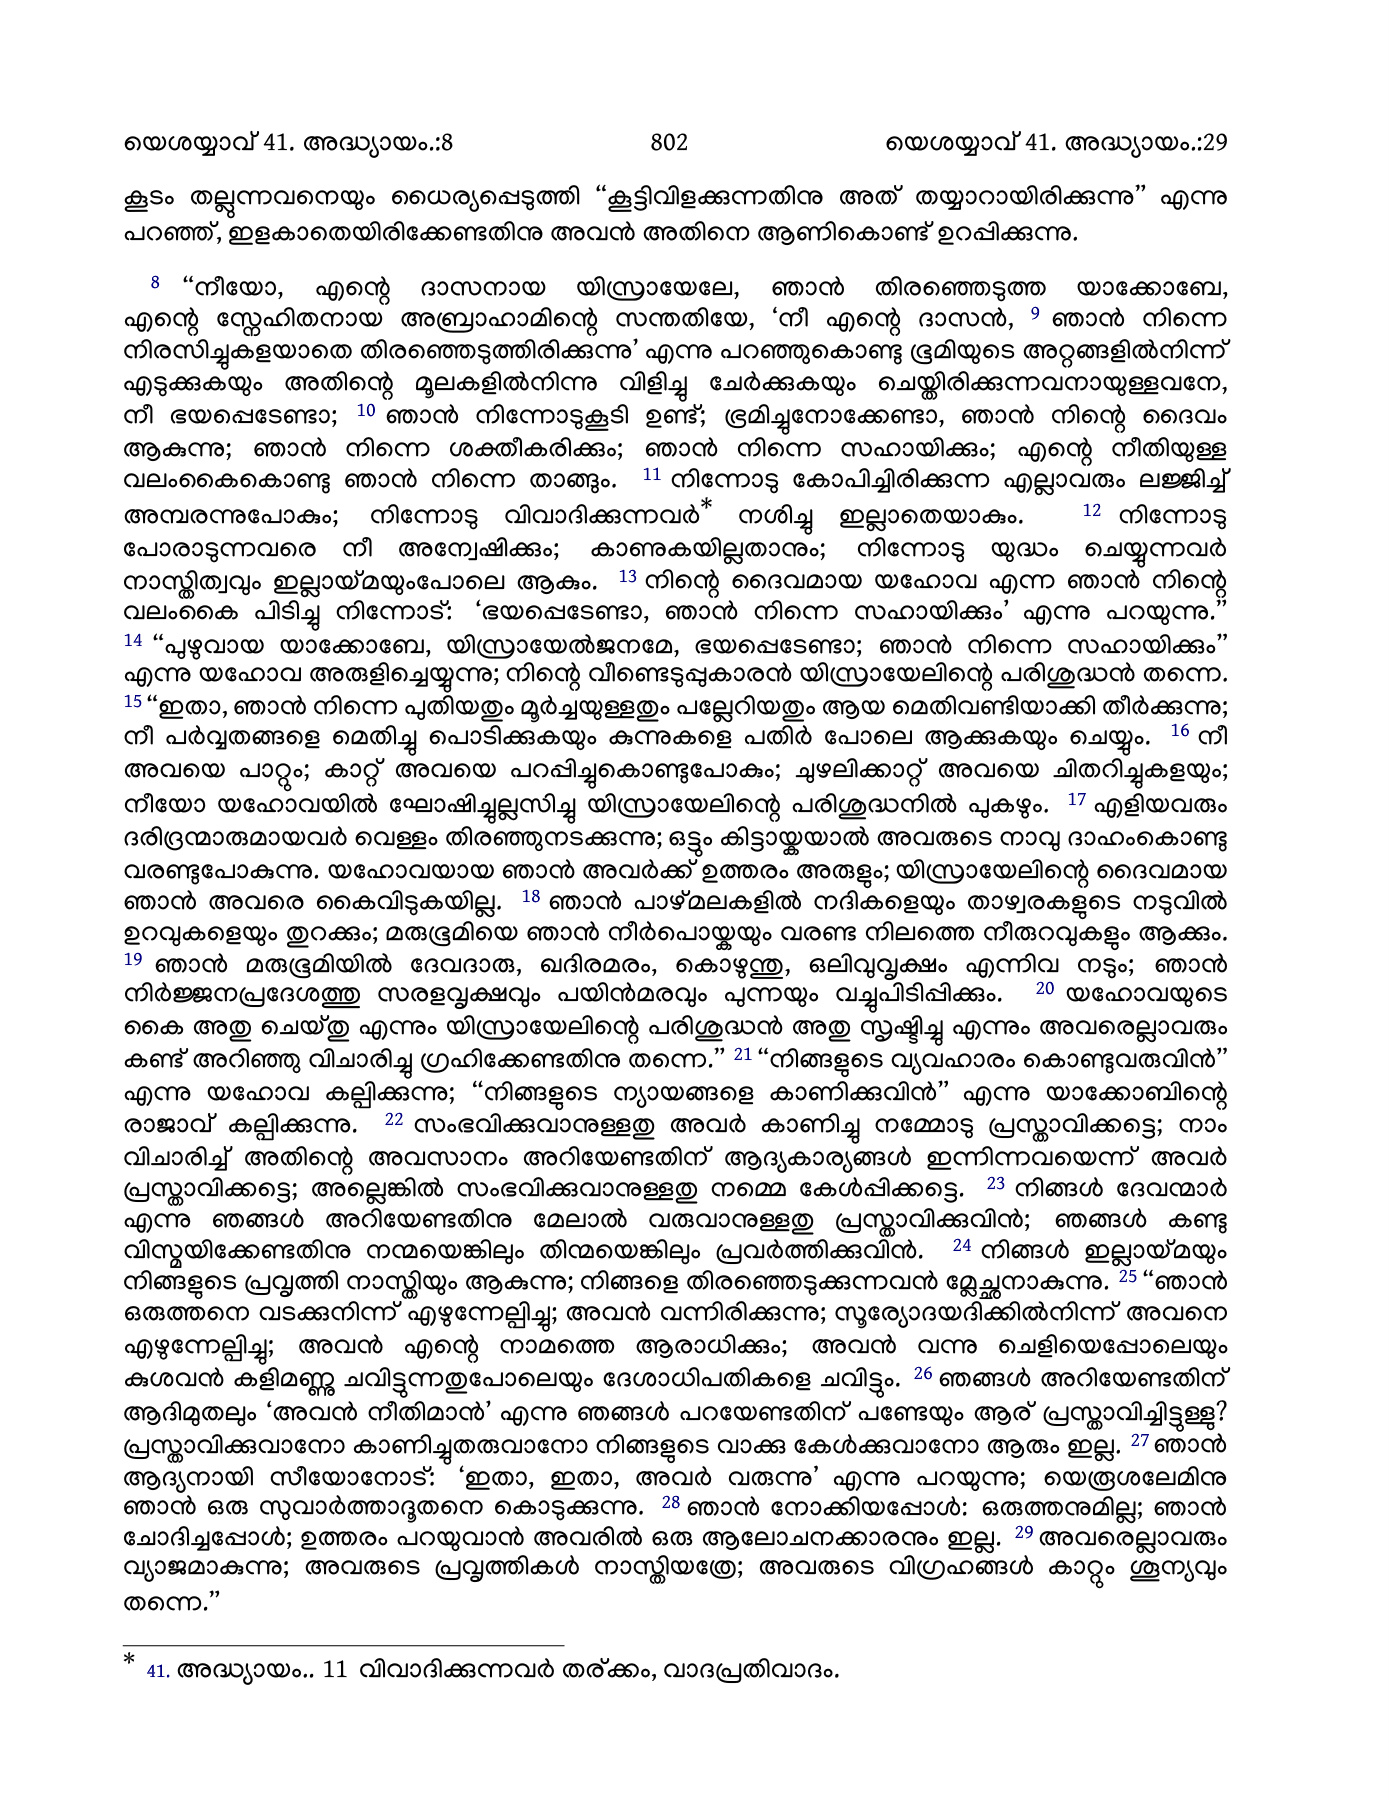 യെശയ്യാവ് 41. അദ്ധ്യായം.:8 802 യെശയ്യാവ് 41. അദ്ധ്യായം.:29
കൂടം തല്ലുന്നവനെയും ധൈര്യപ്പെടുത്തി “കൂട്ടിവിളക്കുന്നതിനു അത് തയ്യാറായിരിക്കുന്നു” എന്നു
പറഞ്ഞ്, ഇളകാതെയിരിക്കേണ്ടതിനു അവൻ അതിനെ ആണികൊണ്ട് ഉറപ്പിക്കുന്നു.
8 “നീയോ, എന്റെ ദാസനായ യിസ്രായേലേ, ഞാൻ തിരഞ്ഞെടുത്ത യാക്കോബേ,
എന്റെ സ്നേഹിതനായ അബ്രാഹാമിന്റെ സന്തതിയേ, ‘നീ എന്റെ ദാസൻ, 9 ഞാൻ നിന്നെ
നിരസിച്ചുകളയാതെ തിരഞ്ഞെടുത്തിരിക്കുന്നു’ എന്നു പറഞ്ഞുകൊണ്ടു ഭൂമിയുടെ അറ്റങ്ങളിൽനിന്ന്
എടുക്കുകയും അതിന്റെ മൂലകളിൽനിന്നു വിളിച്ചു ചേർക്കുകയും ചെയ്തിരിക്കുന്നവനായുള്ളവനേ,
നീ ഭയപ്പെടേണ്ടാ; 10 ഞാൻ നിന്നോടുകൂടി ഉണ്ട്; ഭ്രമിച്ചുനോക്കേണ്ടാ, ഞാൻ നിന്റെ ദൈവം
ആകുന്നു; ഞാൻ നിന്നെ ശക്തീകരിക്കും; ഞാൻ നിന്നെ സഹായിക്കും; എന്റെ നീതിയുള്ള
വലംകൈകൊണ്ടു ഞാൻ നിന്നെ താങ്ങും. 11 നിന്നോടു കോപിച്ചിരിക്കുന്ന എല്ലാവരും ലജ്ജിച്ച്
അമ്പരന്നുപോകും; നിന്നോടു വിവാദിക്കുന്നവർ* നശിച്ചു ഇല്ലാതെയാകും. 12 നിന്നോടു
പോരാടുന്നവരെ നീ അന്വേഷിക്കും; കാണുകയില്ലതാനും; നിന്നോടു യുദ്ധം ചെയ്യുന്നവർ
നാസ്തിത്വവും ഇല്ലായ്മയുംപോലെ ആകും. 13 നിന്റെ ദൈവമായ യഹോവ എന്ന ഞാൻ നിന്റെ
വലംകൈ പിടിച്ചു നിന്നോട്: ‘ഭയപ്പെടേണ്ടാ, ഞാൻ നിന്നെ സഹായിക്കും’ എന്നു പറയുന്നു.”
14 “പുഴുവായ യാക്കോബേ, യിസ്രായേൽജനമേ, ഭയപ്പെടേണ്ടാ; ഞാൻ നിന്നെ സഹായിക്കും”
എന്നു യഹോവ അരുളിച്ചെയ്യുന്നു; നിന്റെ വീണ്ടെടുപ്പുകാരൻ യിസ്രായേലിന്റെ പരിശുദ്ധൻ തന്നെ.
15 “ഇതാ, ഞാൻ നിന്നെ പുതിയതും മൂർച്ചയുള്ളതും പല്ലേറിയതും ആയ മെതിവണ്ടിയാക്കി തീർക്കുന്നു;
നീ പർവ്വതങ്ങളെ മെതിച്ചു പൊടിക്കുകയും കുന്നുകളെ പതിർ പോലെ ആക്കുകയും ചെയ്യും. 16 നീ
അവയെ പാറ്റും; കാറ്റ് അവയെ പറപ്പിച്ചുകൊണ്ടുപോകും; ചുഴലിക്കാറ്റ് അവയെ ചിതറിച്ചുകളയും;
നീയോ യഹോവയിൽ ഘോഷിച്ചുല്ലസിച്ചു യിസ്രായേലിന്റെ പരിശുദ്ധനിൽ പുകഴും. 17 എളിയവരും
ദരിദ്രന്മാരുമായവർ വെള്ളം തിരഞ്ഞുനടക്കുന്നു; ഒട്ടും കിട്ടായ്കയാൽ അവരുടെ നാവു ദാഹംകൊണ്ടു
വരണ്ടുപോകുന്നു. യഹോവയായ ഞാൻ അവർക്ക് ഉത്തരം അരുളും; യിസ്രായേലിന്റെ ദൈവമായ
ഞാൻ അവരെ കൈവിടുകയില്ല. 18 ഞാൻ പാഴ്മലകളിൽ നദികളെയും താഴ്വരകളുടെ നടുവിൽ
ഉറവുകളെയും തുറക്കും; മരുഭൂമിയെ ഞാൻ നീർപൊയ്കയും വരണ്ട നിലത്തെ നീരുറവുകളും ആക്കും.
19 ഞാൻ മരുഭൂമിയിൽ ദേവദാരു, ഖദിരമരം, കൊഴുന്തു, ഒലിവുവൃക്ഷം എന്നിവ നടും; ഞാൻ
നിർജ്ജനപ്രദേശത്തു സരളവൃക്ഷവും പയിൻമരവും പുന്നയും വച്ചുപിടിപ്പിക്കും. 20 യഹോവയുടെ
കൈ അതു ചെയ്തു എന്നും യിസ്രായേലിന്റെ പരിശുദ്ധൻ അതു സൃഷ്ടിച്ചു എന്നും അവരെല്ലാവരും
കണ്ട് അറിഞ്ഞു വിചാരിച്ചു ഗ്രഹിക്കേണ്ടതിനു തന്നെ.” 21 “നിങ്ങളുടെ വ്യവഹാരം കൊണ്ടുവരുവിൻ”
എന്നു യഹോവ കല്പിക്കുന്നു; “നിങ്ങളുടെ ന്യായങ്ങളെ കാണിക്കുവിൻ” എന്നു യാക്കോബിന്റെ
രാജാവ് കല്പിക്കുന്നു. 22 സംഭവിക്കുവാനുള്ളതു അവർ കാണിച്ചു നമ്മോടു പ്രസ്താവിക്കട്ടെ; നാം
വിചാരിച്ച് അതിന്റെ അവസാനം അറിയേണ്ടതിന് ആദ്യകാര്യങ്ങൾ ഇന്നിന്നവയെന്ന് അവർ
പ്രസ്താവിക്കട്ടെ; അല്ലെങ്കിൽ സംഭവിക്കുവാനുള്ളതു നമ്മെ കേൾപ്പിക്കട്ടെ. 23 നിങ്ങൾ ദേവന്മാർ
എന്നു ഞങ്ങൾ അറിയേണ്ടതിനു മേലാൽ വരുവാനുള്ളതു പ്രസ്താവിക്കുവിൻ; ഞങ്ങൾ കണ്ടു
വിസ്മയിക്കേണ്ടതിനു നന്മയെങ്കിലും തിന്മയെങ്കിലും പ്രവർത്തിക്കുവിൻ. 24 നിങ്ങൾ ഇല്ലായ്മയും
നിങ്ങളുടെ പ്രവൃത്തി നാസ്തിയും ആകുന്നു; നിങ്ങളെ തിരഞ്ഞെടുക്കുന്നവൻ മ്ലേച്ഛനാകുന്നു. 25 “ഞാൻ
ഒരുത്തനെ വടക്കുനിന്ന് എഴുന്നേല്പിച്ചു; അവൻ വന്നിരിക്കുന്നു; സൂര്യോദയദിക്കിൽനിന്ന് അവനെ
എഴുന്നേല്പിച്ചു; അവൻ എന്റെ നാമത്തെ ആരാധിക്കും; അവൻ വന്നു ചെളിയെപ്പോലെയും
കുശവൻ കളിമണ്ണു ചവിട്ടുന്നതുപോലെയും ദേശാധിപതികളെ ചവിട്ടും. 26 ഞങ്ങൾ അറിയേണ്ടതിന്
ആദിമുതലും ‘അവൻ നീതിമാൻ’ എന്നു ഞങ്ങൾ പറയേണ്ടതിന് പണ്ടേയും ആര് പ്രസ്താവിച്ചിട്ടുള്ളു?
പ്രസ്താവിക്കുവാനോ കാണിച്ചുതരുവാനോ നിങ്ങളുടെ വാക്കു കേൾക്കുവാനോ ആരും ഇല്ല. 27 ഞാൻ
ആദ്യനായി സീയോനോട്: ‘ഇതാ, ഇതാ, അവർ വരുന്നു’ എന്നു പറയുന്നു; യെരൂശലേമിനു
ഞാൻ ഒരു സുവാർത്താദൂതനെ കൊടുക്കുന്നു. 28 ഞാൻ നോക്കിയപ്പോൾ: ഒരുത്തനുമില്ല; ഞാൻ
ചോദിച്ചപ്പോൾ; ഉത്തരം പറയുവാൻ അവരിൽ ഒരു ആലോചനക്കാരനും ഇല്ല. 29 അവരെല്ലാവരും
വ്യാജമാകുന്നു; അവരുടെ പ്രവൃത്തികൾ നാസ്തിയത്രേ; അവരുടെ വിഗ്രഹങ്ങൾ കാറ്റും ശൂന്യവും
തന്നെ.”
* 41. അദ്ധ്യായം.. 11 വിവാദിക്കുന്നവർ തര്ക്കം, വാദപ്രതിവാദം.